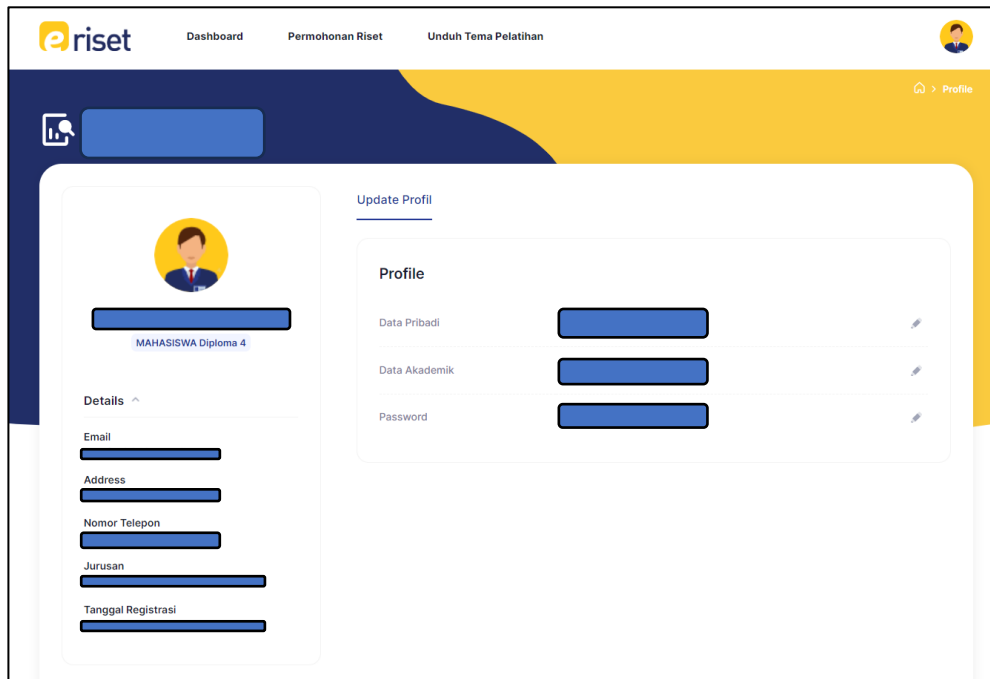 e riset
Dashboard
Permohonan Riset
Unduh Tema Pelatihan
Profile
MAHASISWA Diploma 4
Details
Email
Address
Nomor Telepon
Jurusan
Tanggal Registrasi
Update Profil
Profile
Data Pribadi
Data Akademik
Password